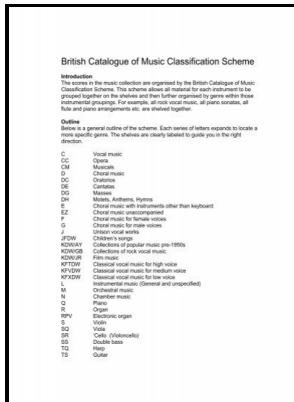 British Catalogue of Music Classification Scheme
Introduction
The scores in the music collection are organised by the British Catalogue of Music
Classification Scheme. This scheme allows all material for each instrument to be
grouped together on the shelves and then further organised by genre within those
instrumental groupings. For example, all rock vocal music, all piano sonatas, all
flute and piano arrangements etc. are shelved together.
Outline
Below is a general outline of the scheme. Each series of letters expands to locate a
more specific genre. The shelves are clearly labeled to guide you in the right
direction.
C Vocal music
CC Opera
CM Musicals
D Choral music
DC Oratorios
DE Cantatas
DG Masses
DH Motets, Anthems, Hymns
E Choral music with instruments other than keyboard
EZ Choral music unaccompanied
F Choral music for female voices
G Choral music for male voices
J Unison vocal works
JFDW Children's songs
KDW/AY Collections of popular music pre-1950s
KDW/GB Collections of rock vocal music
KDW/JR Film music
KFTDW Classical vocal music for high voice
KFVDW Classical vocal music for medium voice
KFXDW Classical vocal music for low voice
L Instrumental music (General and unspecified)
M Orchestral music
N Chamber music
Q Piano
R Organ
RPV Electronic organ
S Violin
SQ Viola
SR 'Cello (Violoncello)
SS Double bass
TQ Harp
TS Guitar